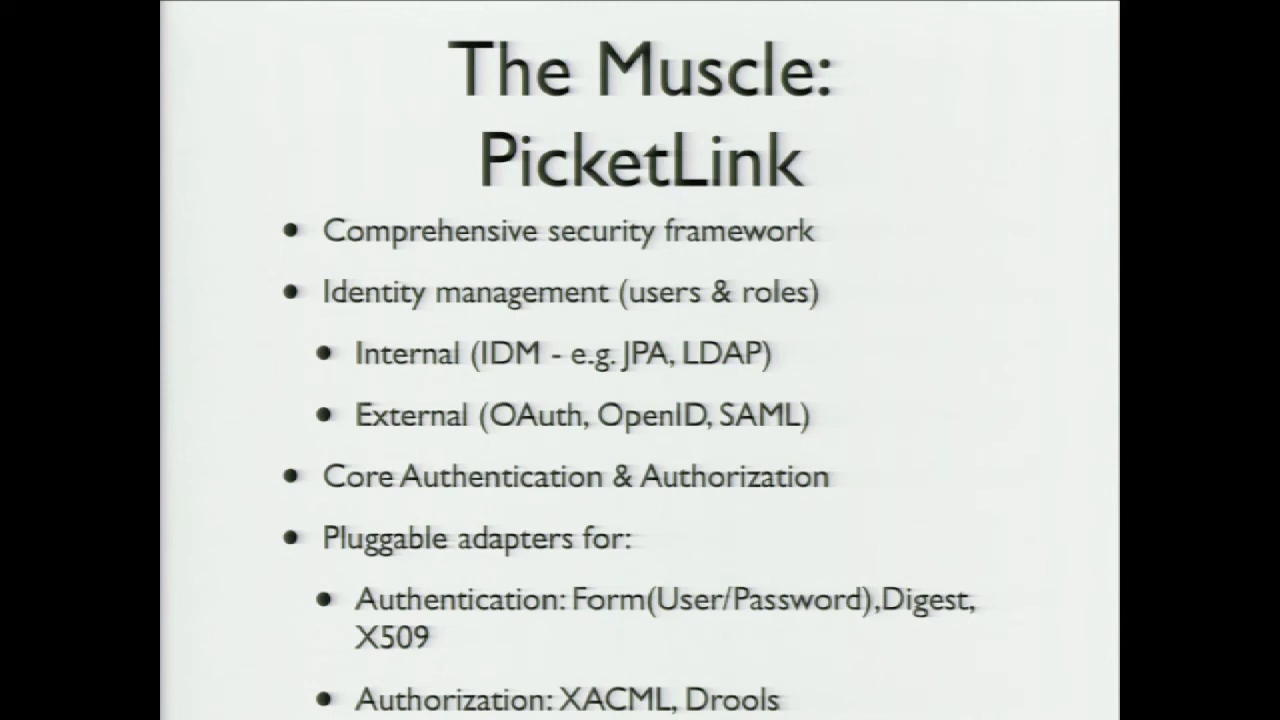 The Muscle:
PicketLink
• Comprehensive security framework
• Identity management (users & roles)
• Internal (IDM - e.g. JPA, LDAP)
• External (OAuth, OpenID, SAML)
• Core Authentication & Authorization
• Pluggable adapters for:
• Authentication: Form(User/Password),Digest,
X509
• Authorization: XACML, Drools